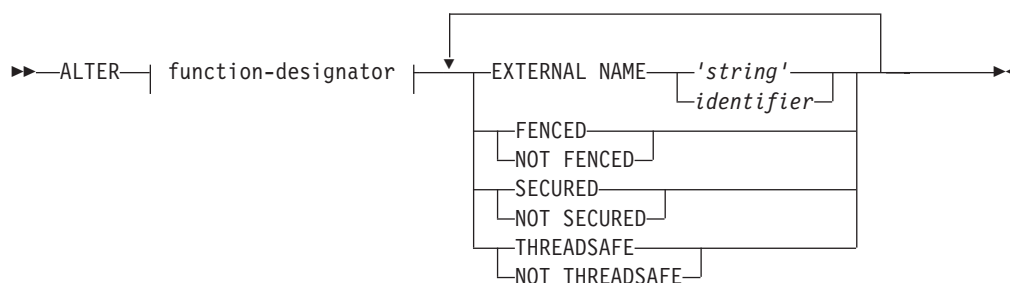 ALTER function-designator EXTERNAL NAME 'string'
identifier
FENCED
NOT FENCED
SECURED
NOT SECURED
THREADSAFE
NOT THREADSAFE